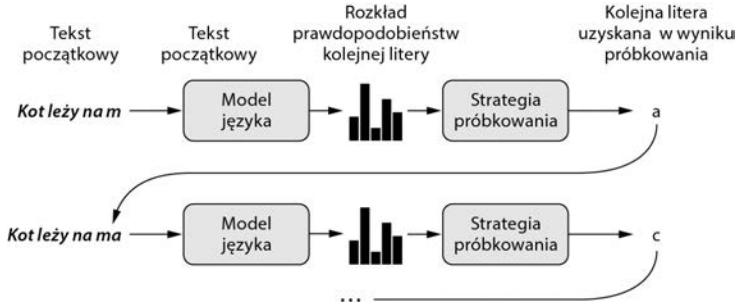 Tekst
początkowy
Tekst
początkowy
Rozkład
prawdopodobieństw
kolejnej litery
Kolejna litera
uzyskana w wyniku
próbkowania
Kot leży na m
Model
języka
Strategia
próbkowania
a
Kot leży na ma
Model
języka
Strategia
próbkowania
c
...